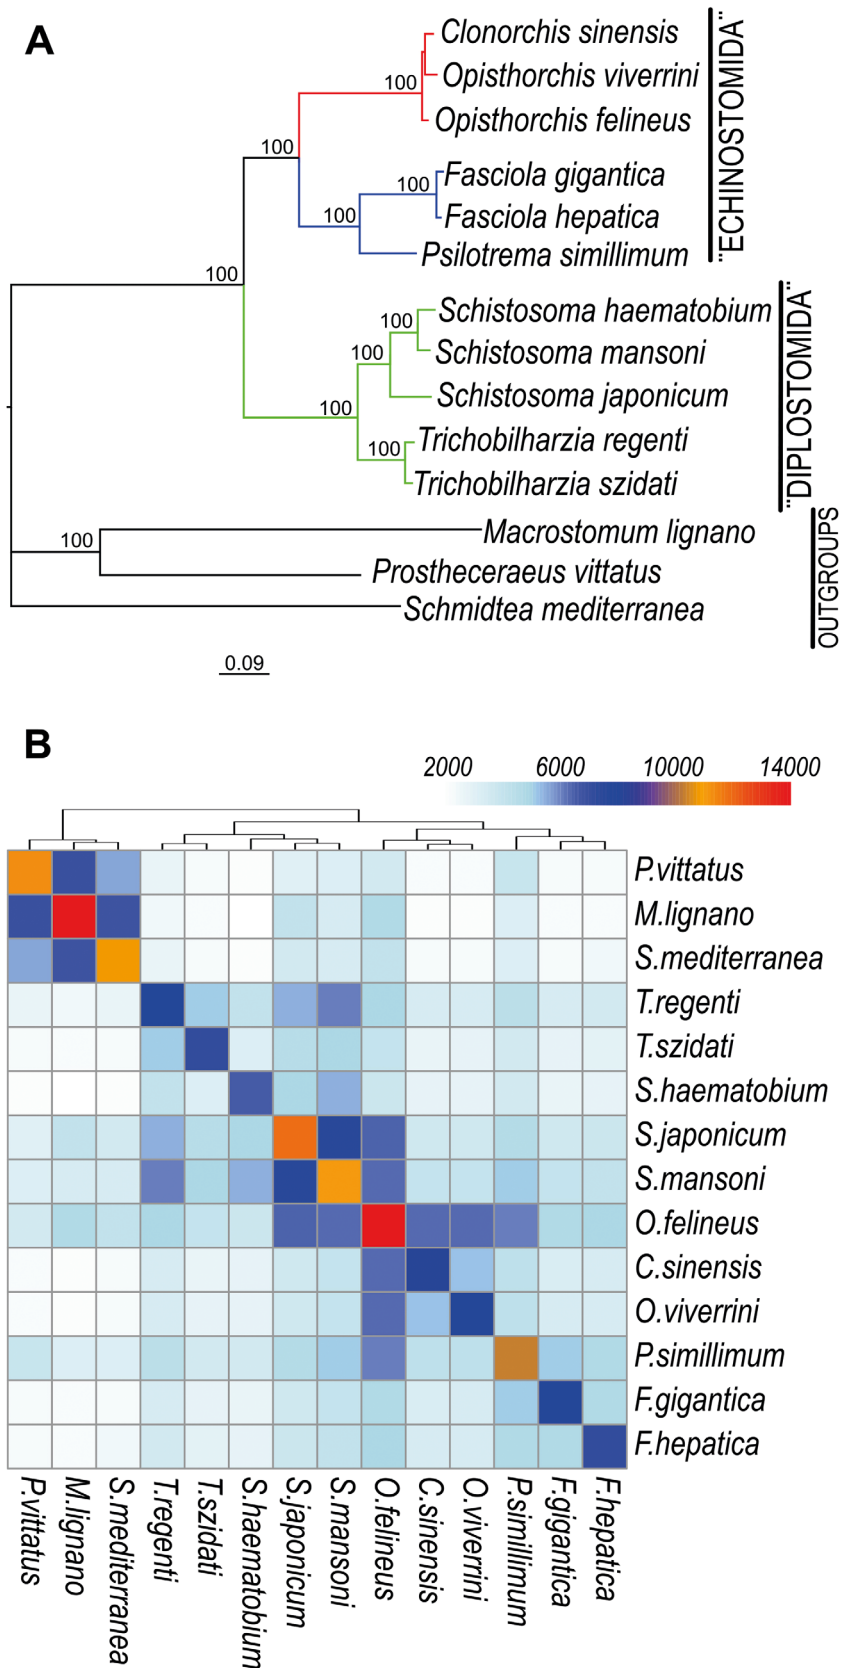 A
Clonorchis sinensis
100
Opisthorchis viverrini
Opisthorchis felineus
100
Fasciola gigantica
100
Fasciola hepatica
100
Psilotrema simillimum
"ECHINOSTOMIDA"
100
Schistosoma haematobium
100
Schistosoma mansoni
100
Schistosoma japonicum
100
Trichobilharzia regenti
100
Trichobilharzia szidati
"DIPLOSTOMIDA"
Macrostomum lignano
100
Prostheceraeus vittatus
Schmidtea mediterranea
OUTGROUPS
0.09
B
2000 6000 10000 14000
P.vittatus
M.lignano
S.mediterranea
T.regenti
T.szidati
S.haematobium
S.japonicum
S.mansoni
O.felineus
C.sinensis
O.viverrini
P.simillimum
F.gigantica
F.hepatica
P.vittatus
M.lignano
S.mediterranea
T.regenti
T.szidati
S.haematobium
S.japonicum
S.mansoni
O.felineus
C.sinensis
O.viverrini
P.simillimum
F.gigantica
F.hepatica